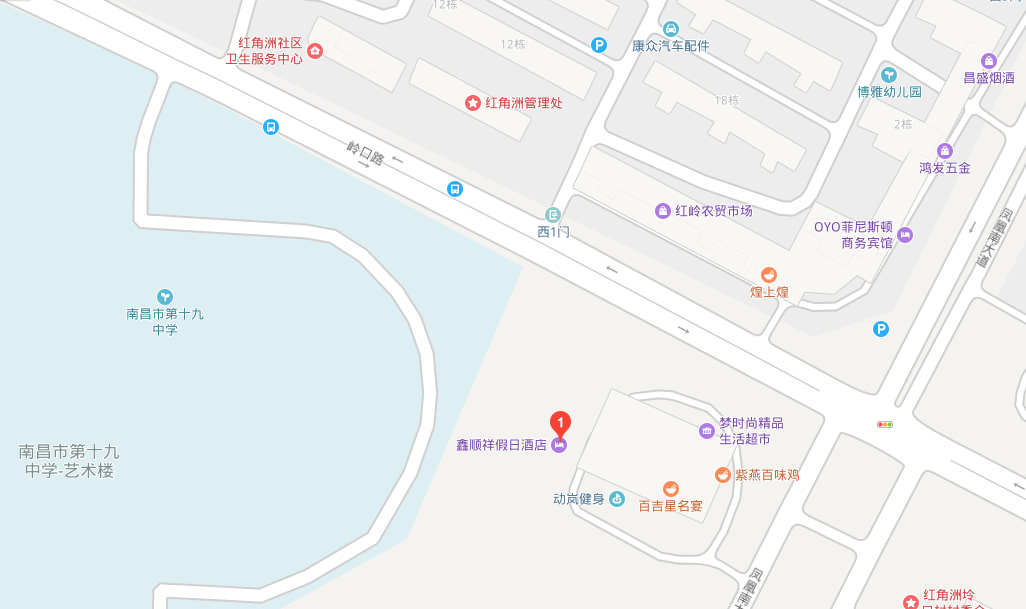 12栋
红角洲社区
卫生服务中心
12栋
康众汽车配件
昌盛烟酒
博雅幼儿园
红角洲管理处
18栋
2栋
岭口路
鸿发五金
红岭农贸市场
西1门
OYO菲尼斯顿
商务宾馆
凤凰南大道
煌上煌
南昌市第十九
中学
1
梦时尚精品
生活超市
鑫顺祥假日酒店
南昌市第十九
中学-艺术楼
紫燕百味鸡
动岚健身
百吉星名宴
凤凰南
红角洲垮